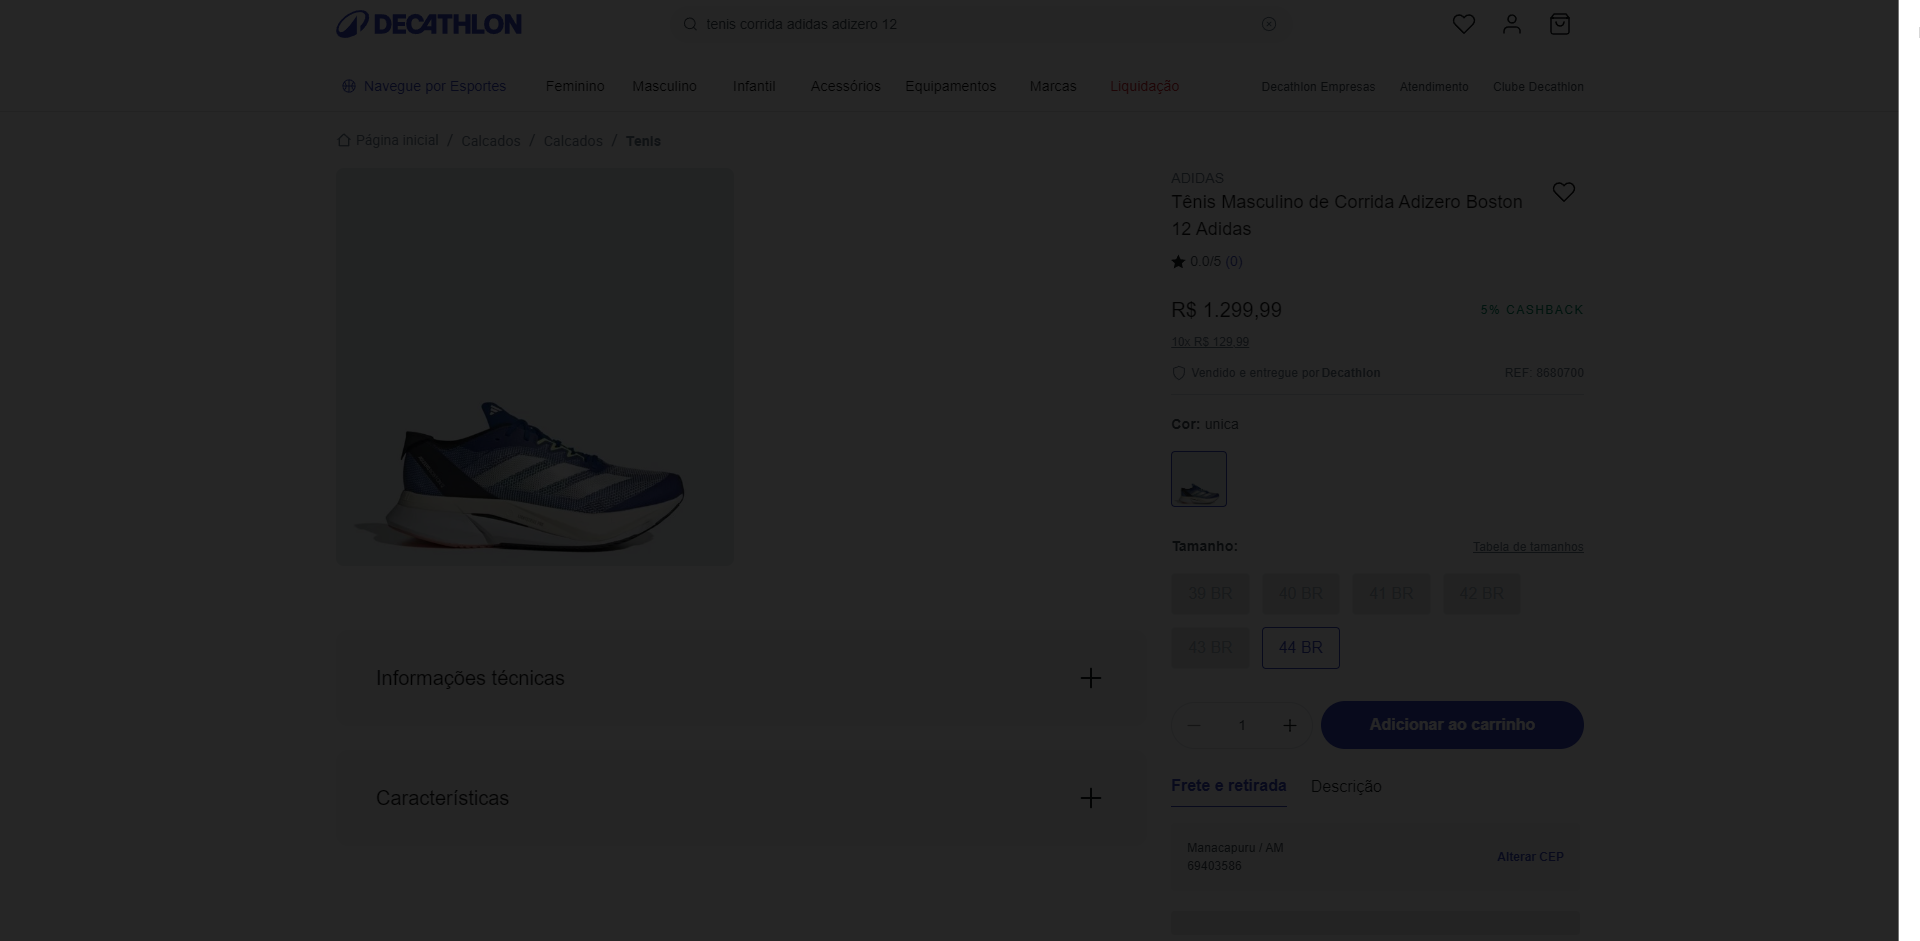 DECATHLON
tenis corrida adidas adizero 12
Navegue por Esportes
Feminino
Masculino
Infantil
Acessórios
Equipamentos
Marcas
Liquidação
Decathlon Empresas
Atendimento
Clube Decathlon
Página inicial / Calcados / Calcados / Tenis
ADIDAS
Tênis Masculino de Corrida Adizero Boston
12 Adidas
0.0/5 (0)
R$ 1.299,99
5% CASHBACK
10x R$ 129,99
Vendido e entregue por Decathlon
REF: 8680700
Cor: unica
Tamanho:
Tabela de tamanhos
39 BR
40 BR
41 BR
42 BR
43 BR
44 BR
1
Adicionar ao carrinho
Frete e retirada
Descrição
Manacapuru / AM
69403586
Alterar CEP
Informações técnicas
Características